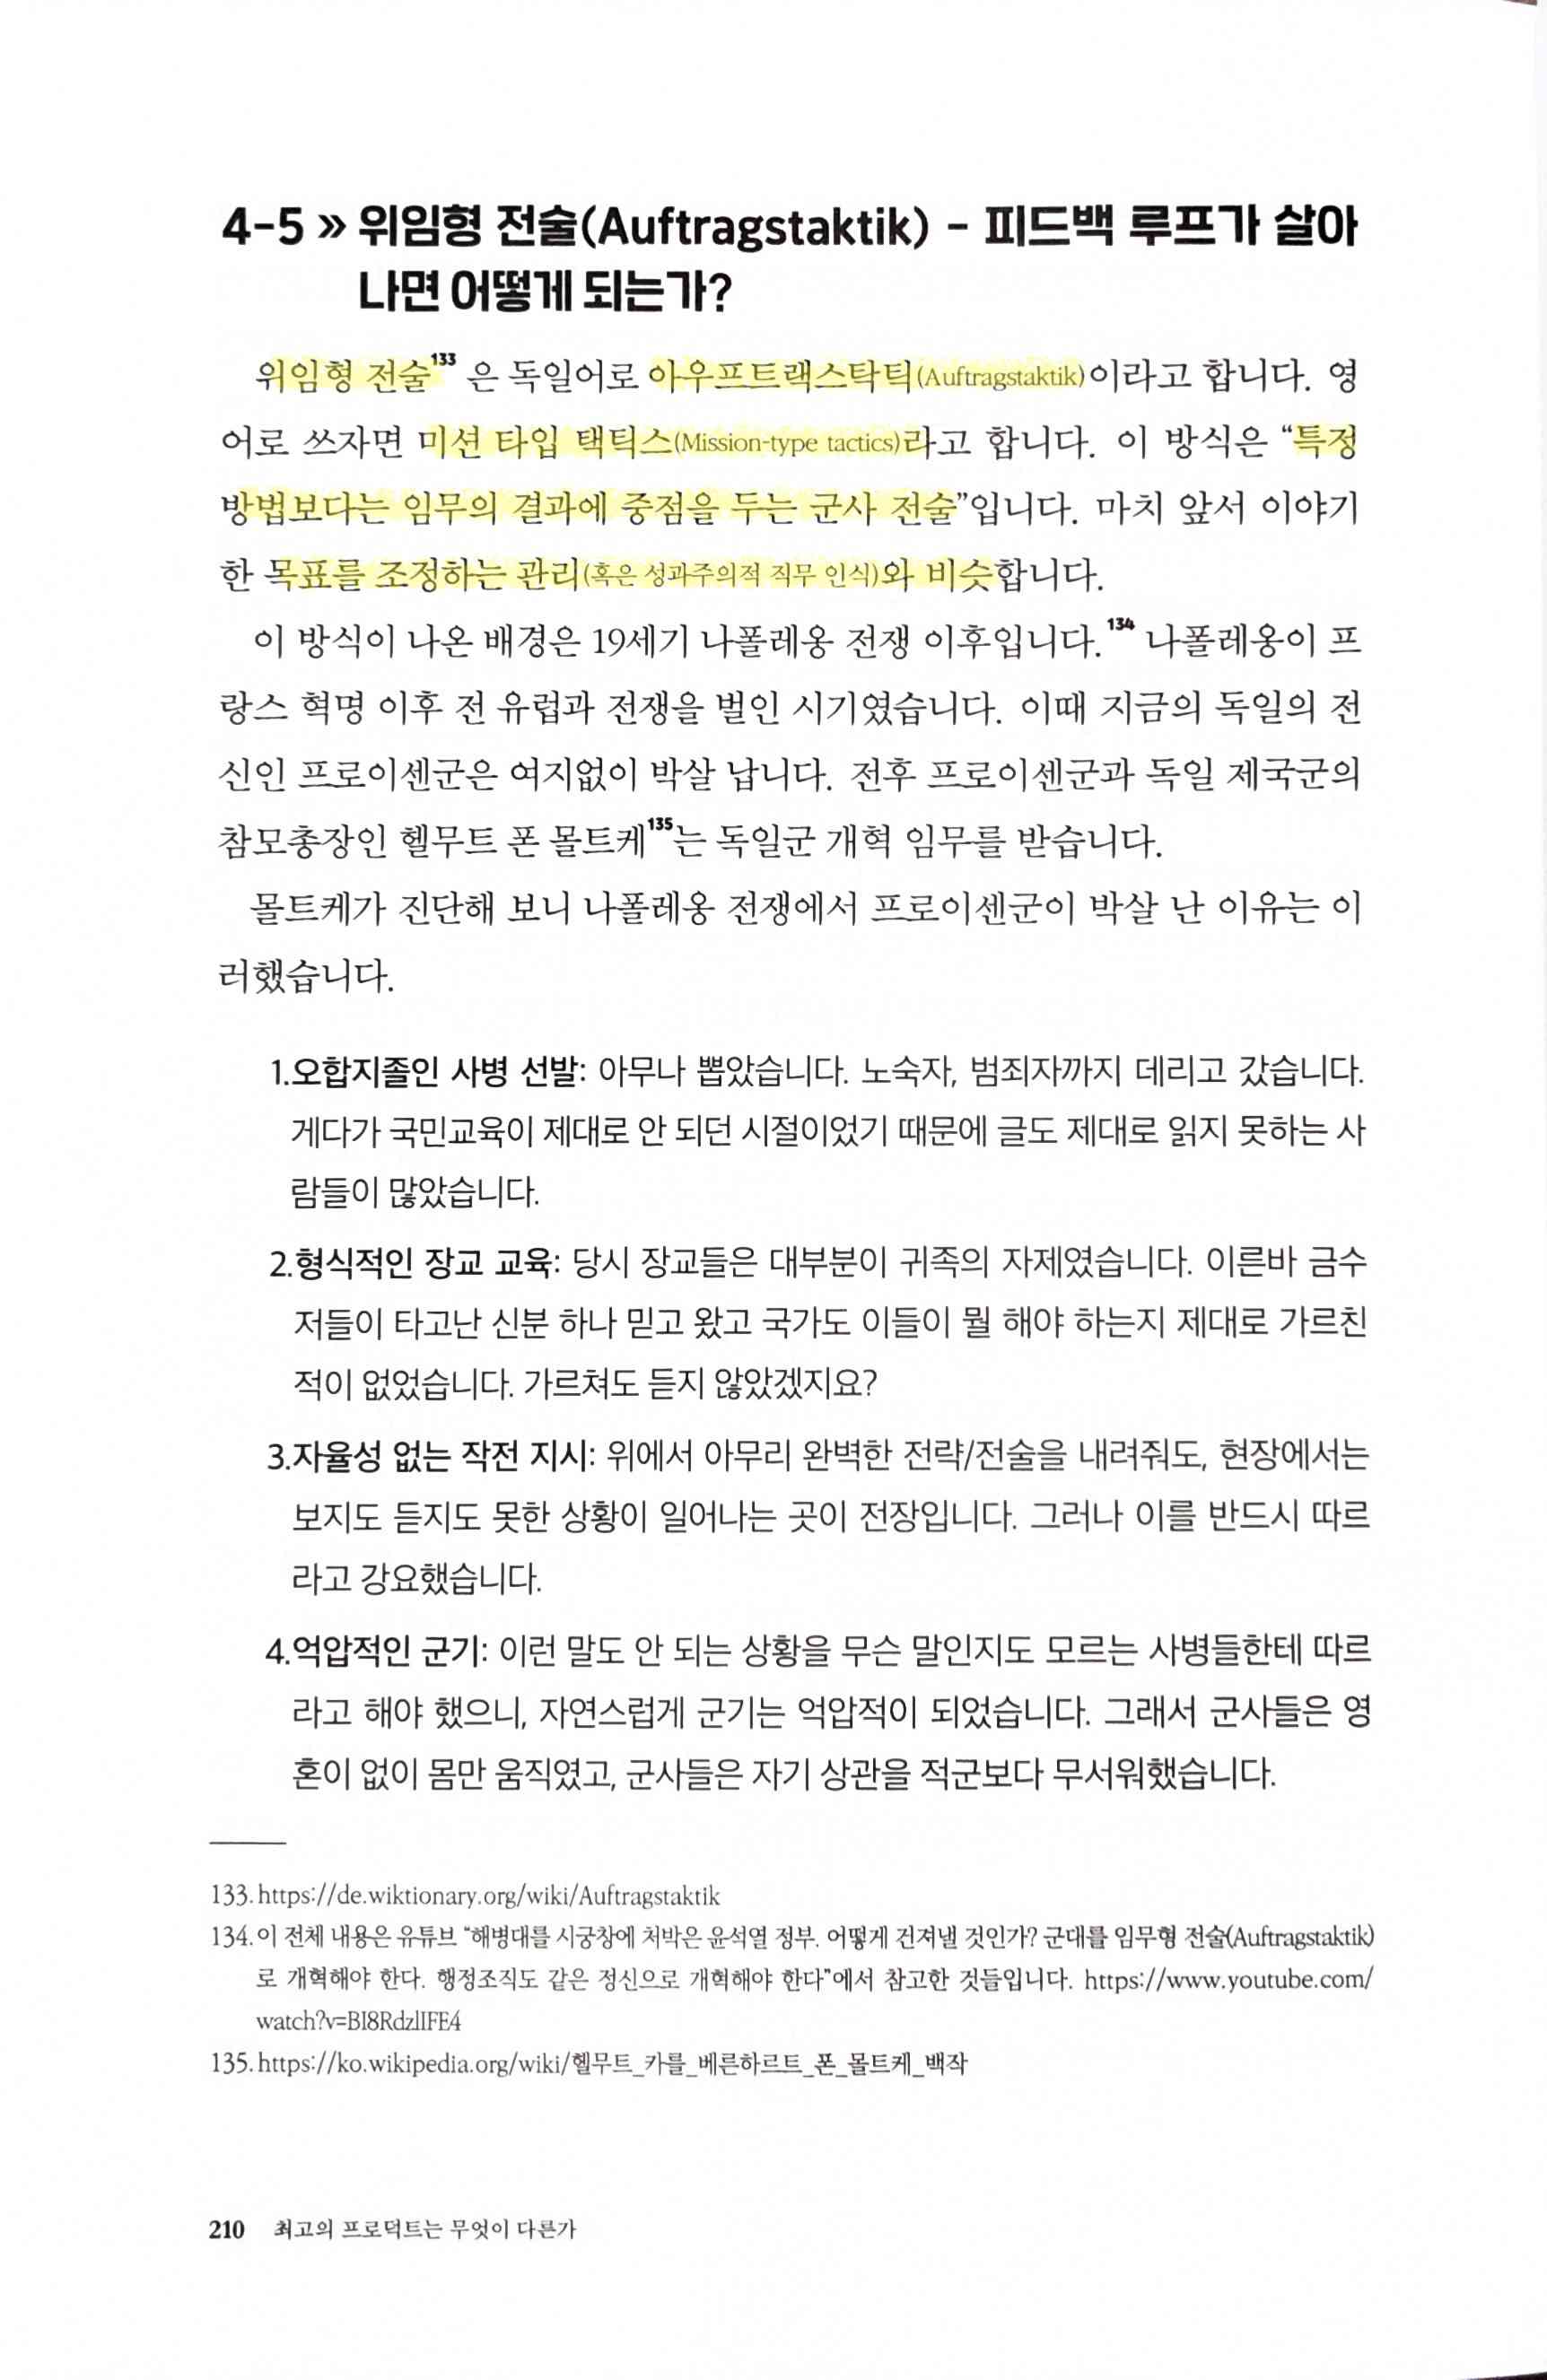 4-5 » 위임형 전술(Auftragstaktik) - 피드백 루프가 살아
나면 어떻게 되는가?
위임형 전술133 은 독일어로 아우프트랙스탁틱(Auftragstaktik)이라고 합니다. 영
어로 쓰자면 미션 타입 택틱스(Mission-type tactics)라고 합니다. 이 방식은 “특정
방법보다는 임무의 결과에 중점을 두는 군사 전술”입니다. 마치 앞서 이야기
한 목표를 조정하는 관리(혹은 성과주의적 직무 인식)와 비슷합니다.
이 방식이 나온 배경은 19세기 나폴레옹 전쟁 이후입니다.134 나폴레옹이 프
랑스 혁명 이후 전 유럽과 전쟁을 벌인 시기였습니다. 이때 지금의 독일의 전
신인 프로이센군은 여지없이 박살 납니다. 전후 프로이센군과 독일 제국군의
참모총장인 헬무트 폰 몰트케135는 독일군 개혁 임무를 받습니다.
몰트케가 진단해 보니 나폴레옹 전쟁에서 프로이센군이 박살 난 이유는 이
러했습니다.
1.오합지졸인 사병 선발: 아무나 뽑았습니다. 노숙자, 범죄자까지 데리고 갔습니다.
게다가 국민교육이 제대로 안 되던 시절이었기 때문에 글도 제대로 읽지 못하는 사
람들이 많았습니다.
2.형식적인 장교 교육: 당시 장교들은 대부분이 귀족의 자제였습니다. 이른바 금수
저들이 타고난 신분 하나 믿고 왔고 국가도 이들이 뭘 해야 하는지 제대로 가르친
적이 없었습니다. 가르쳐도 듣지 않았겠지요?
3.자율성 없는 작전 지시: 위에서 아무리 완벽한 전략/전술을 내려줘도, 현장에서는
보지도 듣지도 못한 상황이 일어나는 곳이 전장입니다. 그러나 이를 반드시 따르
라고 강요했습니다.
4.억압적인 군기: 이런 말도 안 되는 상황을 무슨 말인지도 모르는 사병들한테 따르
라고 해야 했으니, 자연스럽게 군기는 억압적이 되었습니다. 그래서 군사들은 영
혼이 없이 몸만 움직였고, 군사들은 자기 상관을 적군보다 무서워했습니다.
133. https://de.wiktionary.org/wiki/Auftragstaktik
134. 이 전체 내용은 유튜브 “해병대를 시궁창에 처박은 윤석열 정부. 어떻게 건져낼 것인가? 군대를 임무형 전술(Auftragstaktik)
로 개혁해야 한다. 행정조직도 같은 정신으로 개혁해야 한다”에서 참고한 것들입니다. https://www.youtube.com/
watch?v=BI8RdzlIFE4
135. https://ko.wikipedia.org/wiki/헬무트_카를_베른하르트_폰_몰트케_백작
210 최고의 프로덕트는 무엇이 다른가